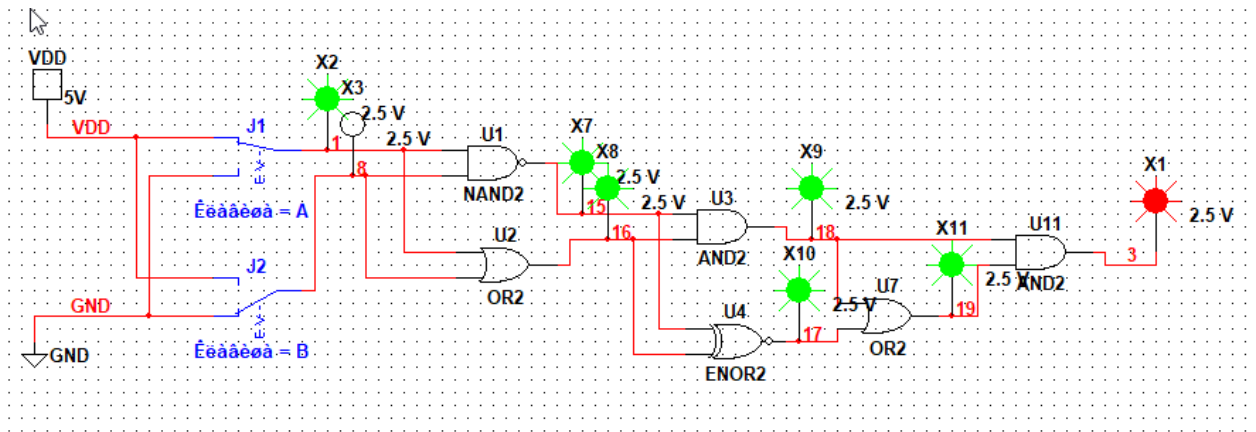 VDD
5V
VDD
J1
Êëàâèøà = A
GND
J2
Êëàâèøà = B
GND
X2
X3
2.5 V
2.5 V
1
8
U1
NAND2
U2
OR2
X7
X8
2.5 V
2.5 V
15
16
U3
AND2
U4
ENOR2
X9
2.5 V
18
X10
2.5 V
17
U7
OR2
X11
2.5 V
19
U11
AND2
3
X1
2.5 V